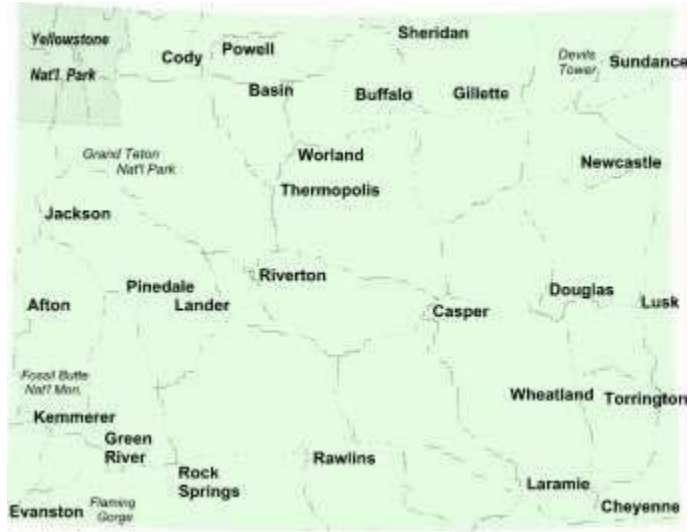 Sheridan
Yellowstone
Nat'l. Park
Cody
Powell
Devils
Tower
Sundance
Basin
Buffalo
Gillette
Grand Teton
Nat'l Park
Worland
Thermopolis
Newcastle
Jackson
Riverton
Pinedale
Lander
Afton
Casper
Douglas
Lusk
Fossil Butte
Nat'l Mon.
Kemmerer
Wheatland
Torrington
Green
River
Rock
Springs
Rawlins
Laramie
Cheyenne
Evanston
Flaming
Gorge